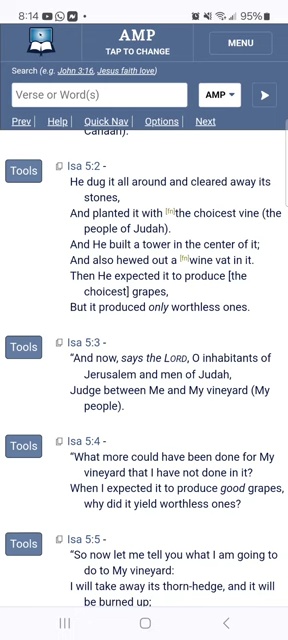 8:14
95%
AMP
TAP TO CHANGE
MENU
Search (e.g. John 3:16, Jesus faith love)
Verse or Word(s)
AMP
Prev | Help | Quick Nav | Options | Next
Canaan).
Tools
Isa 5:2 -
He dug it all around and cleared away its
stones,
And planted it with [fn]the choicest vine (the
people of Judah).
And He built a tower in the center of it;
And also hewed out a [fn]wine vat in it.
Then He expected it to produce [the
choicest] grapes,
But it produced only worthless ones.
Tools
Isa 5:3 -
“And now, says the LORD, O inhabitants of
Jerusalem and men of Judah,
Judge between Me and My vineyard (My
people).
Tools
Isa 5:4 -
“What more could have been done for My
vineyard that I have not done in it?
When I expected it to produce good grapes,
why did it yield worthless ones?
Tools
Isa 5:5 -
“So now let me tell you what I am going to
do to My vineyard:
I will take away its thorn-hedge, and it will
be burned up;